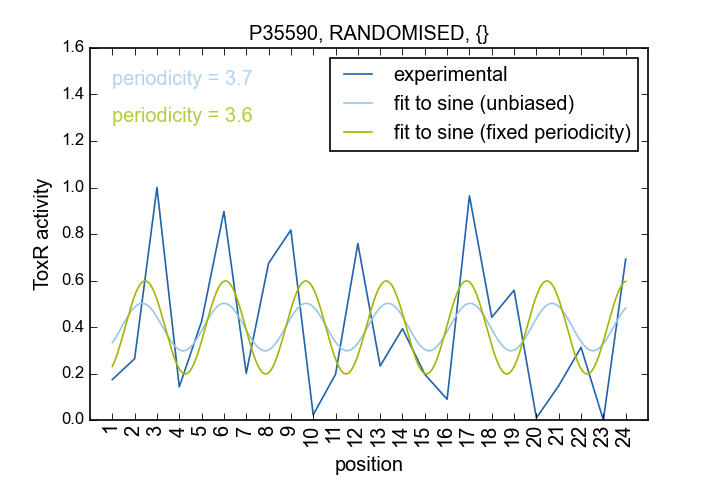 P35590, RANDOMISED, {}
1.6
1.4
1.2
1.0
0.8
0.6
0.4
0.2
0.0
ToxR activity
periodicity = 3.7
periodicity = 3.6
experimental
fit to sine (unbiased)
fit to sine (fixed periodicity)
1 2 3 4 5 6 7 8 9 10 11 12 13 14 15 16 17 18 19 20 21 22 23 24
position